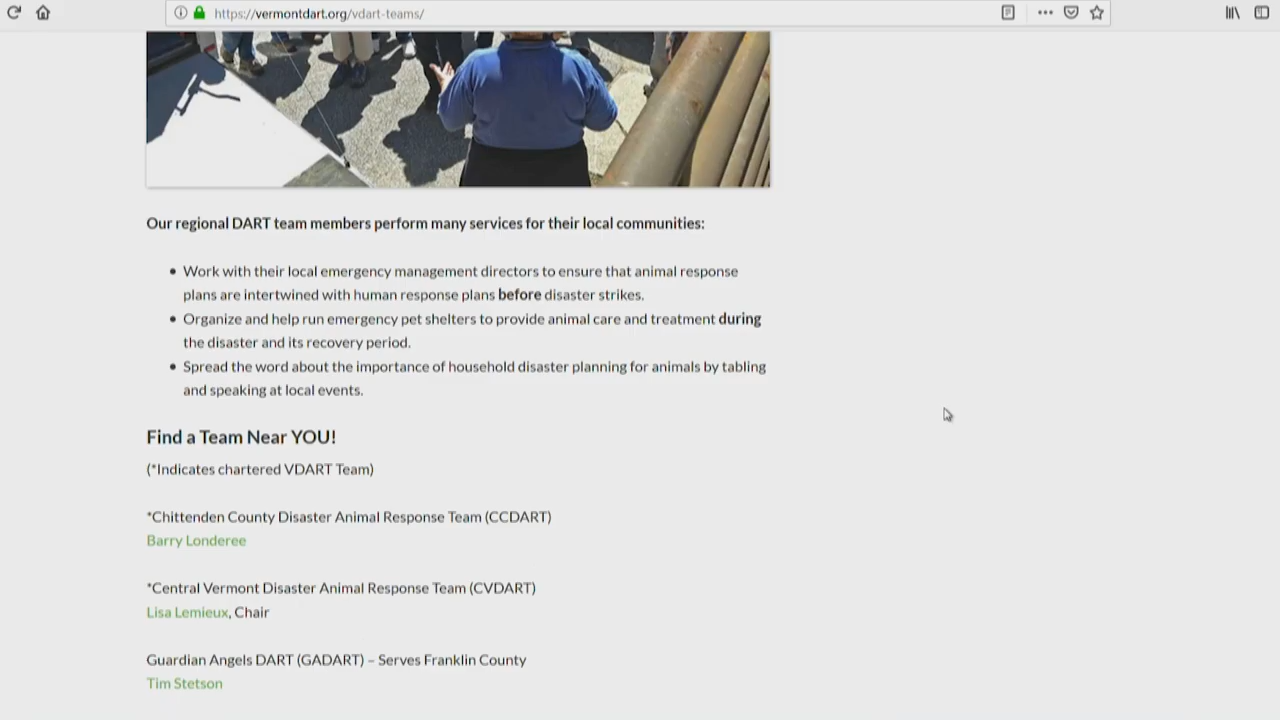 https://vermontdart.org/vdart-teams/
Our regional DART team members perform many services for their local communities:
• Work with their local emergency management directors to ensure that animal response
plans are intertwined with human response plans before disaster strikes.
• Organize and help run emergency pet shelters to provide animal care and treatment during
the disaster and its recovery period.
• Spread the word about the importance of household disaster planning for animals by tabling
and speaking at local events.
Find a Team Near YOU!
(*Indicates chartered VDART Team)
*Chittenden County Disaster Animal Response Team (CCDART)
Barry Londeree
*Central Vermont Disaster Animal Response Team (CVDART)
Lisa Lemieux, Chair
Guardian Angels DART (GADART) – Serves Franklin County
Tim Stetson